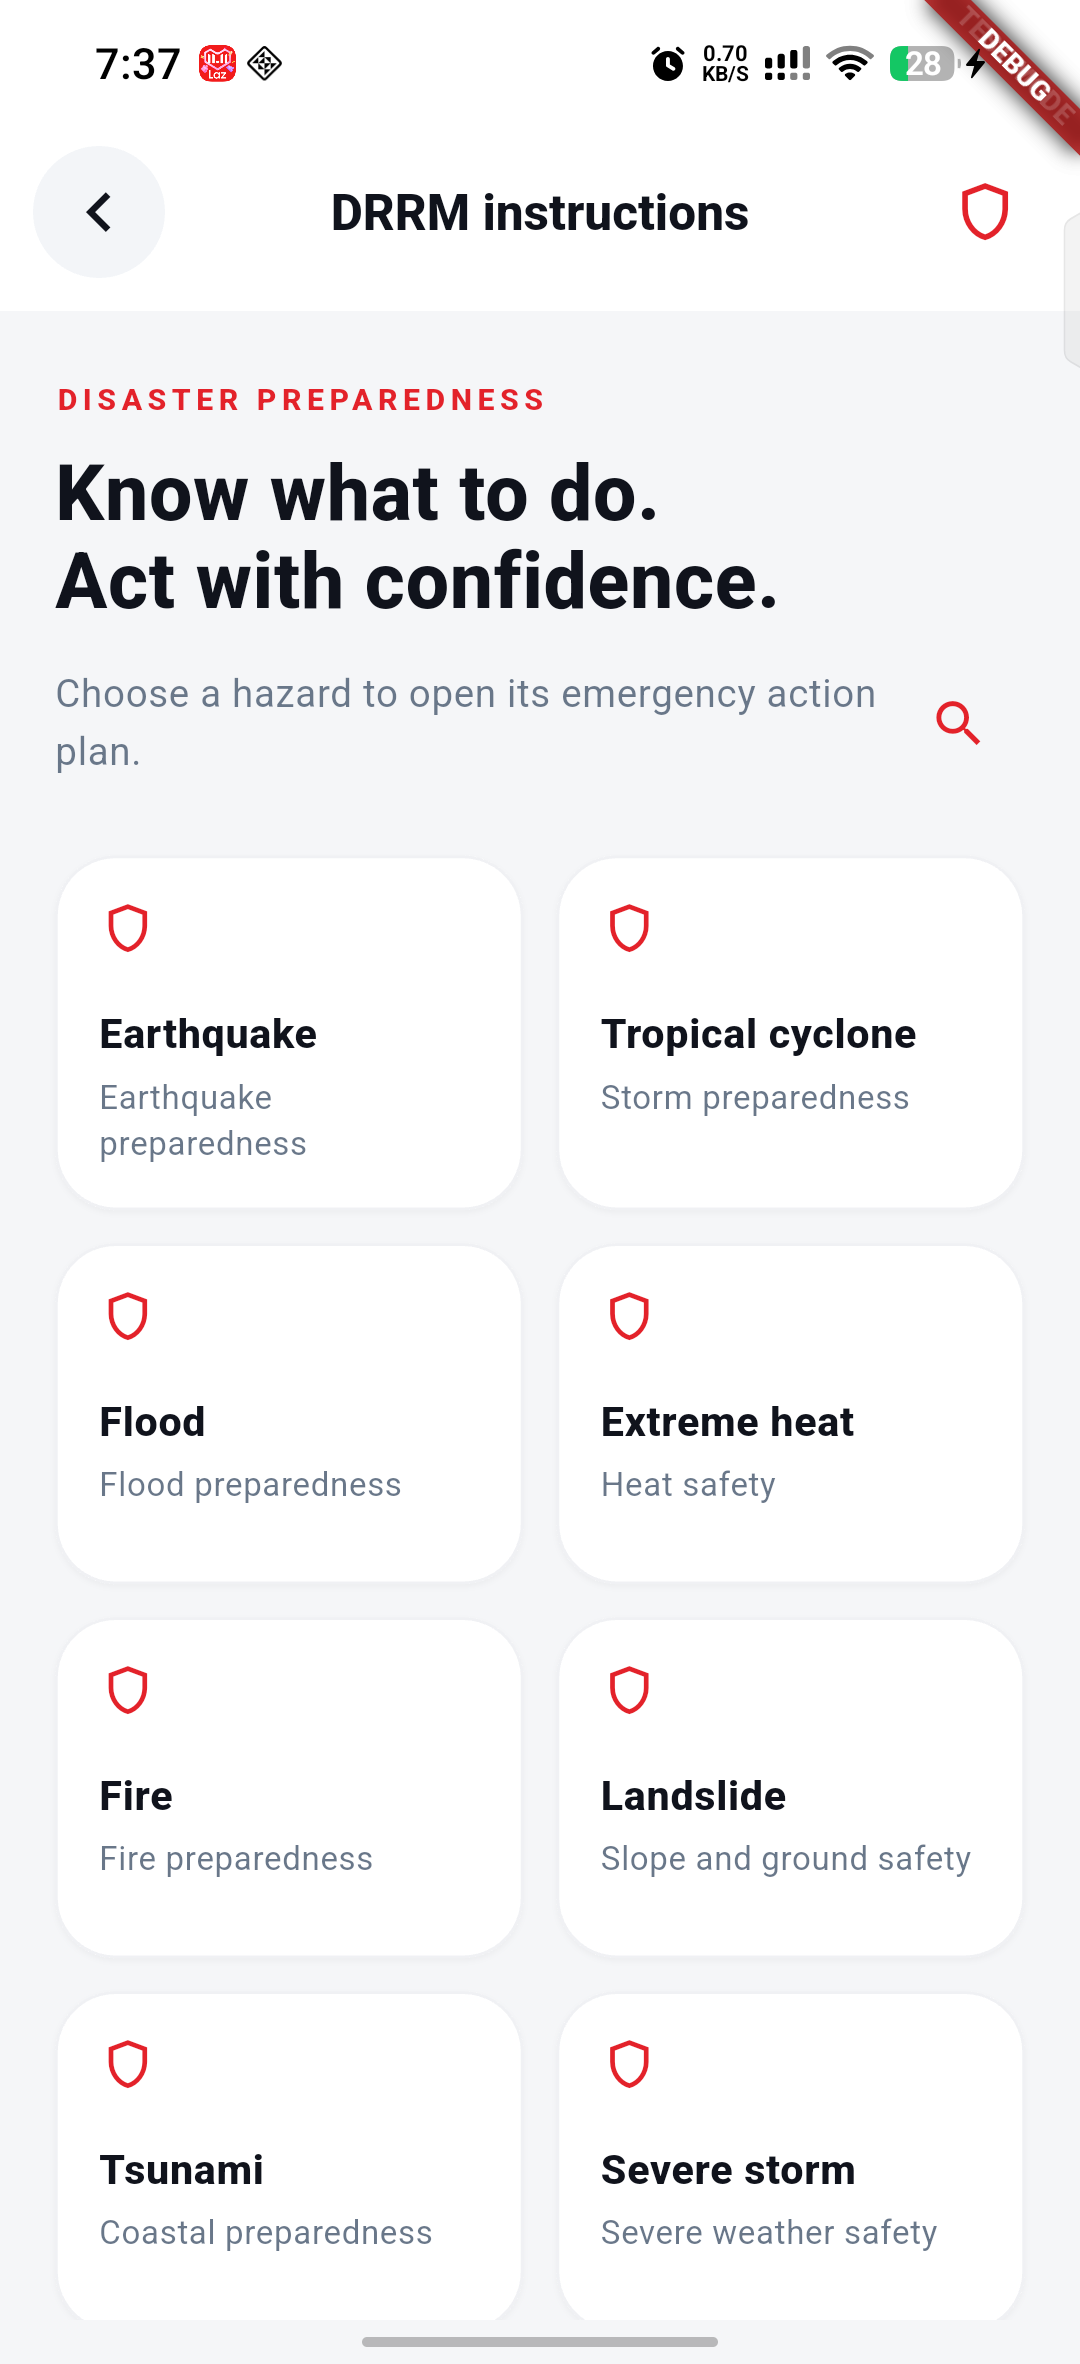 7:37
Laz
0.70
KB/S
28
DEBUG
DRRM instructions
DISASTER PREPAREDNESS
Know what to do.
Act with confidence.
Choose a hazard to open its emergency action
plan.
Earthquake
Earthquake
preparedness
Tropical cyclone
Storm preparedness
Flood
Flood preparedness
Extreme heat
Heat safety
Fire
Fire preparedness
Landslide
Slope and ground safety
Tsunami
Coastal preparedness
Severe storm
Severe weather safety